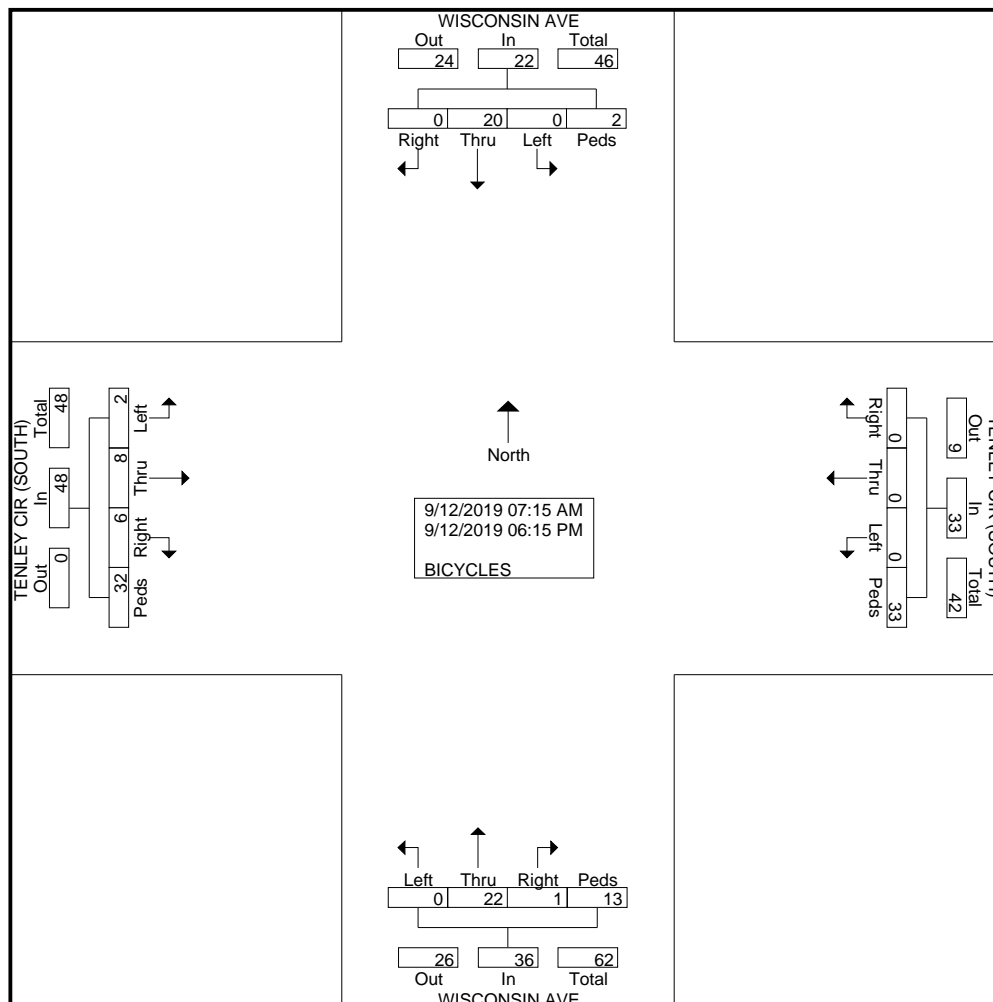 WISCONSIN AVE
Out In Total
24 22 46
0 20 0 2
Right Thru Left Peds
TENLEY CIR (SOUTH)
Total In Out
48 48 0
2 8 6 32
Left Thru Right Peds
North
9/12/2019 07:15 AM
9/12/2019 06:15 PM
BICYCLES
Right Thru Left Peds
0 0 0 33
9 33 42
Out In Total
TENLEY CIR (SOUTH)
Left Thru Right Peds
0 22 1 13
26 36 62
Out In Total
WISCONSIN AVE